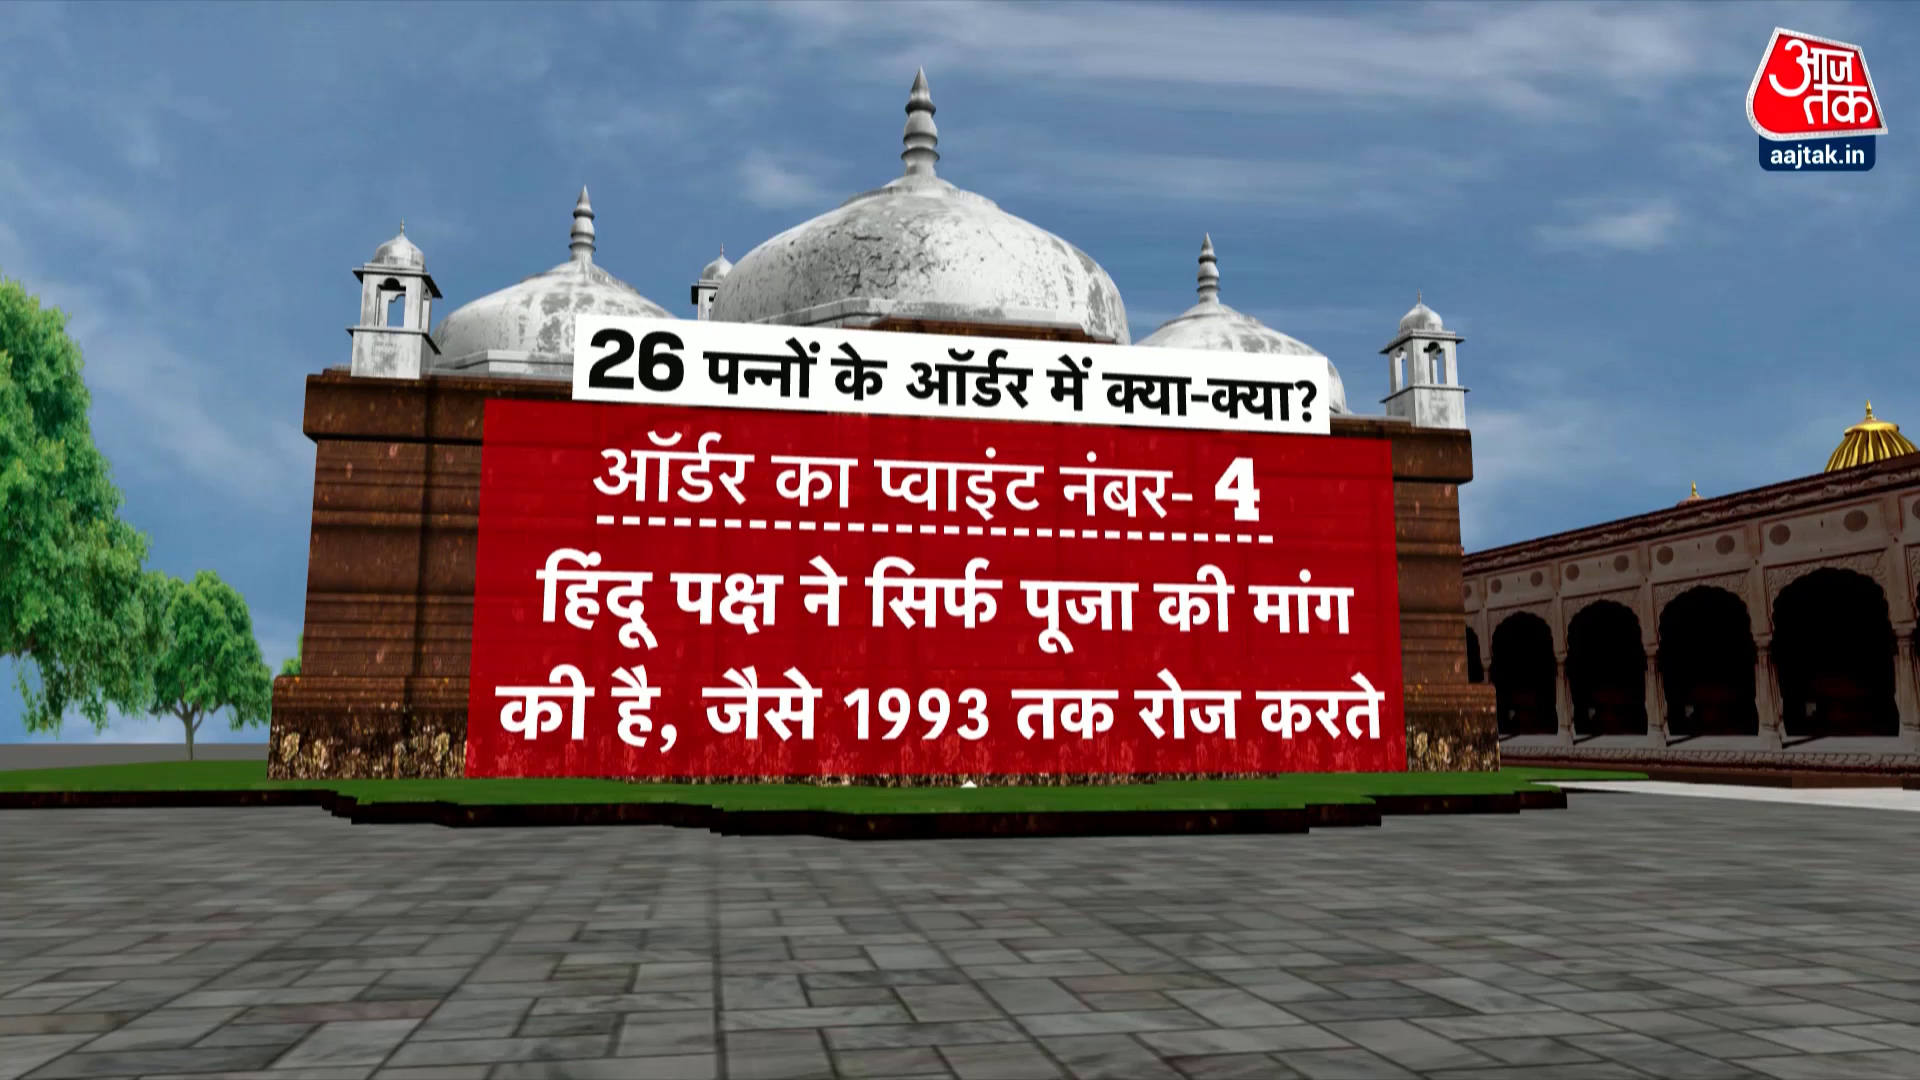 आज
तक
aajtak.in
26 पन्नों के ऑर्डर में क्या-क्या?
ऑर्डर का प्वाइंट नंबर- 4
हिंदू पक्ष ने सिर्फ पूजा की मांग
की है, जैसे 1993 तक रोज करते